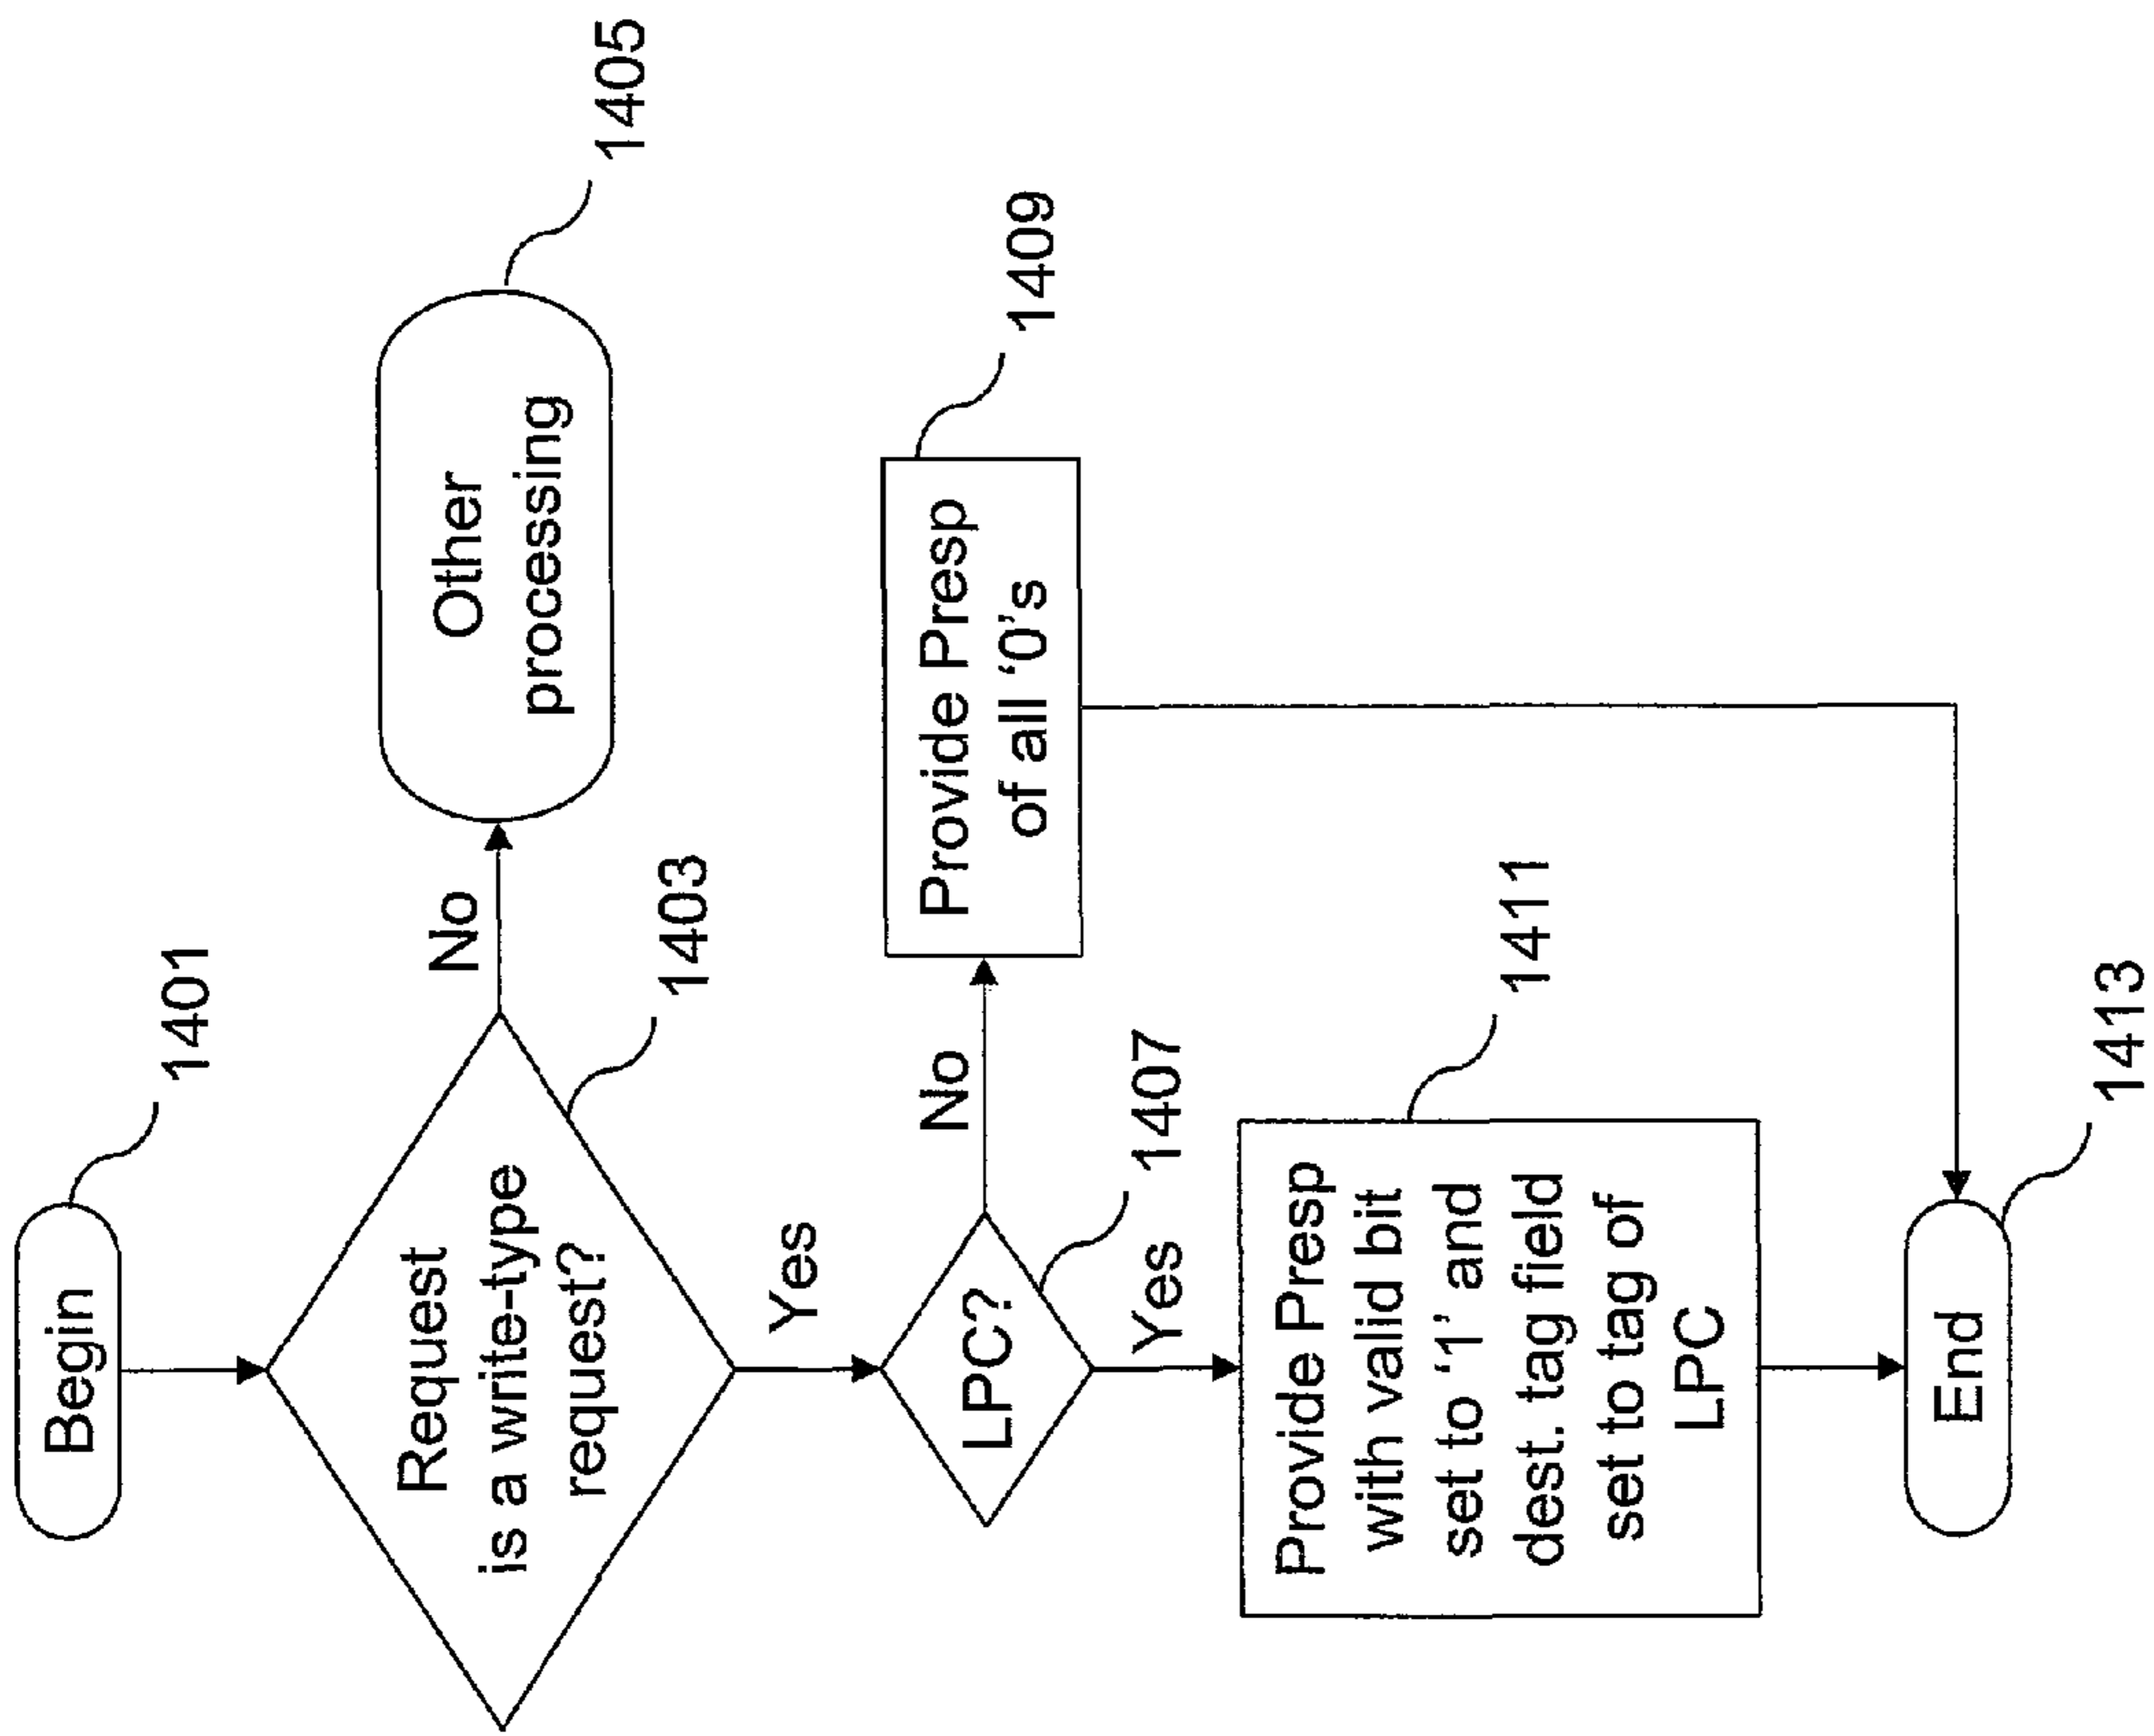 Begin
1401
Request
is a write-type
request?
1403
No
Other
processing
1405
Yes
LPC?
1407
No
Provide Presp
of all ‘0’s
1409
Yes
Provide Presp
with valid bit
set to ‘1’ and
dest. tag field
set to tag of
LPC
1411
End
1413